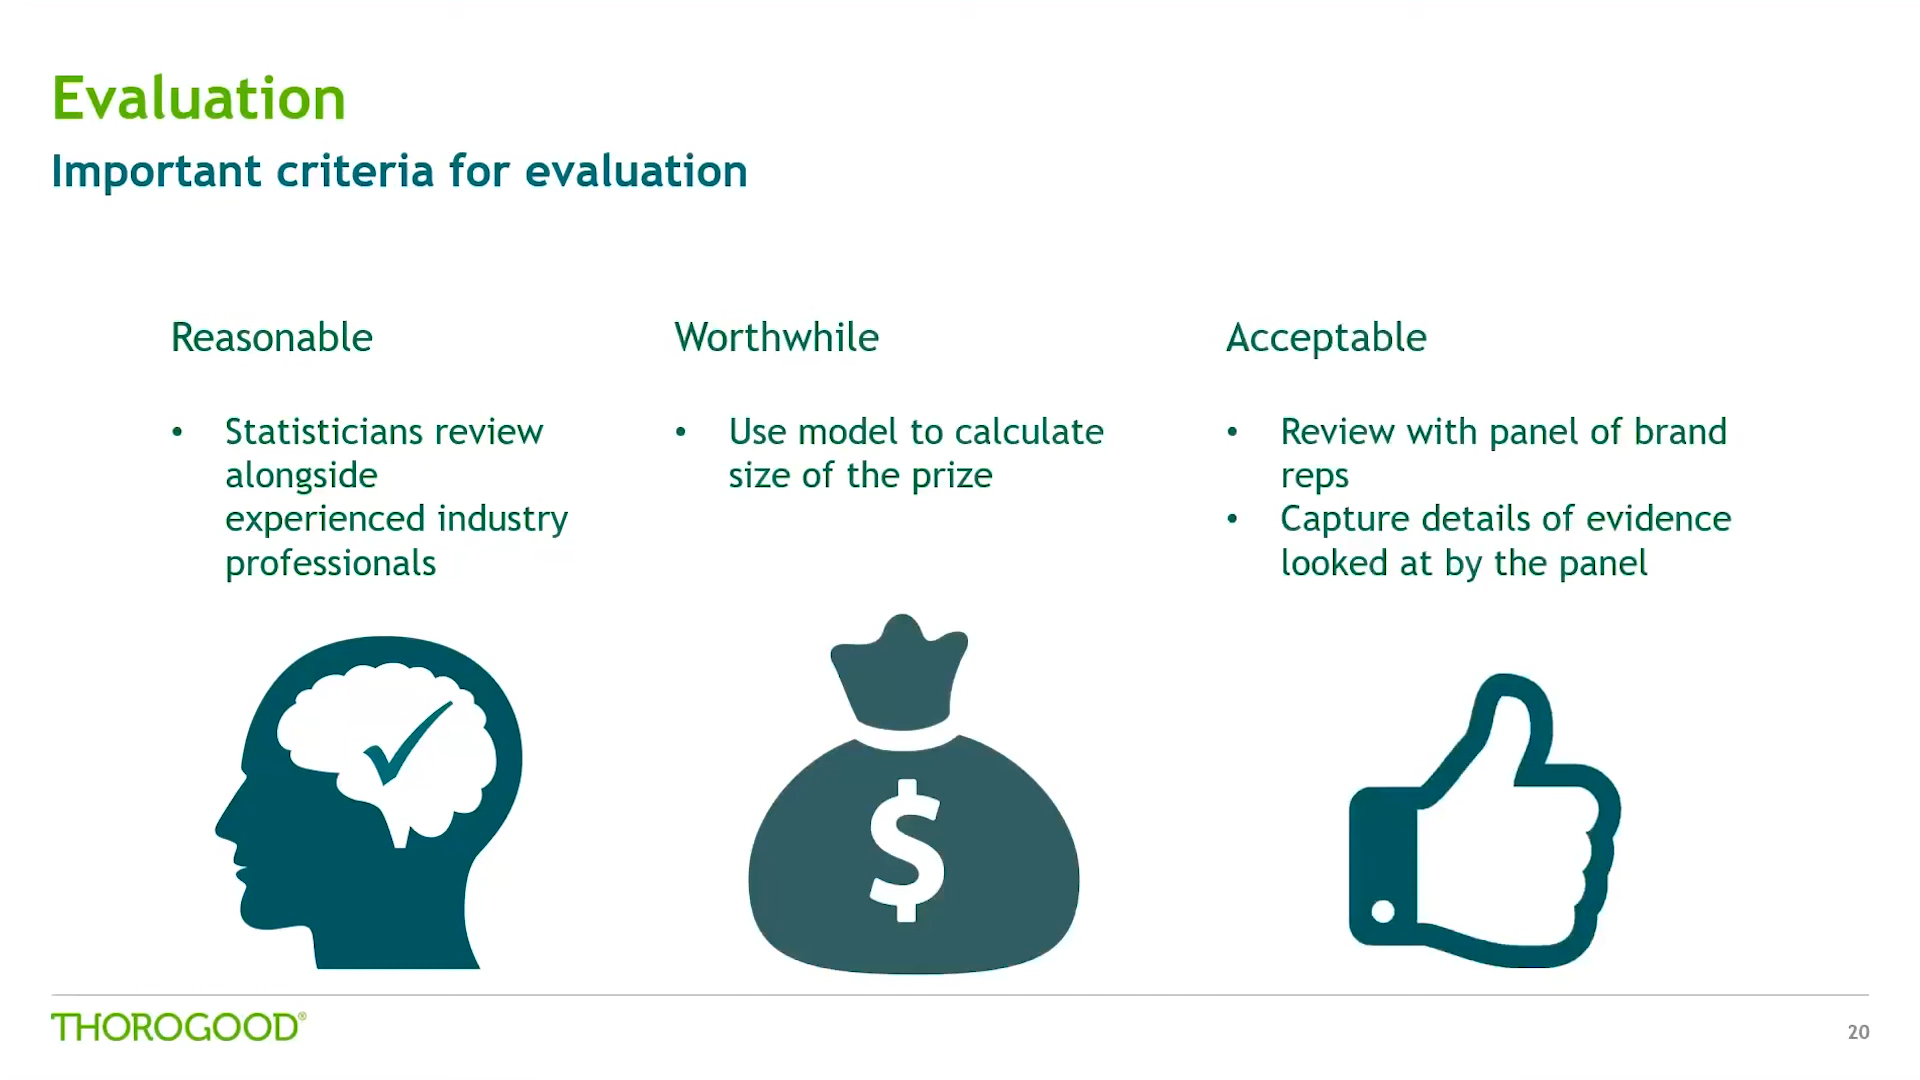 Evaluation
Important criteria for evaluation
Reasonable
• Statisticians review
alongside
experienced industry
professionals
Worthwhile
• Use model to calculate
size of the prize
Acceptable
• Review with panel of brand
reps
• Capture details of evidence
looked at by the panel
$
THOROGOOD®
20